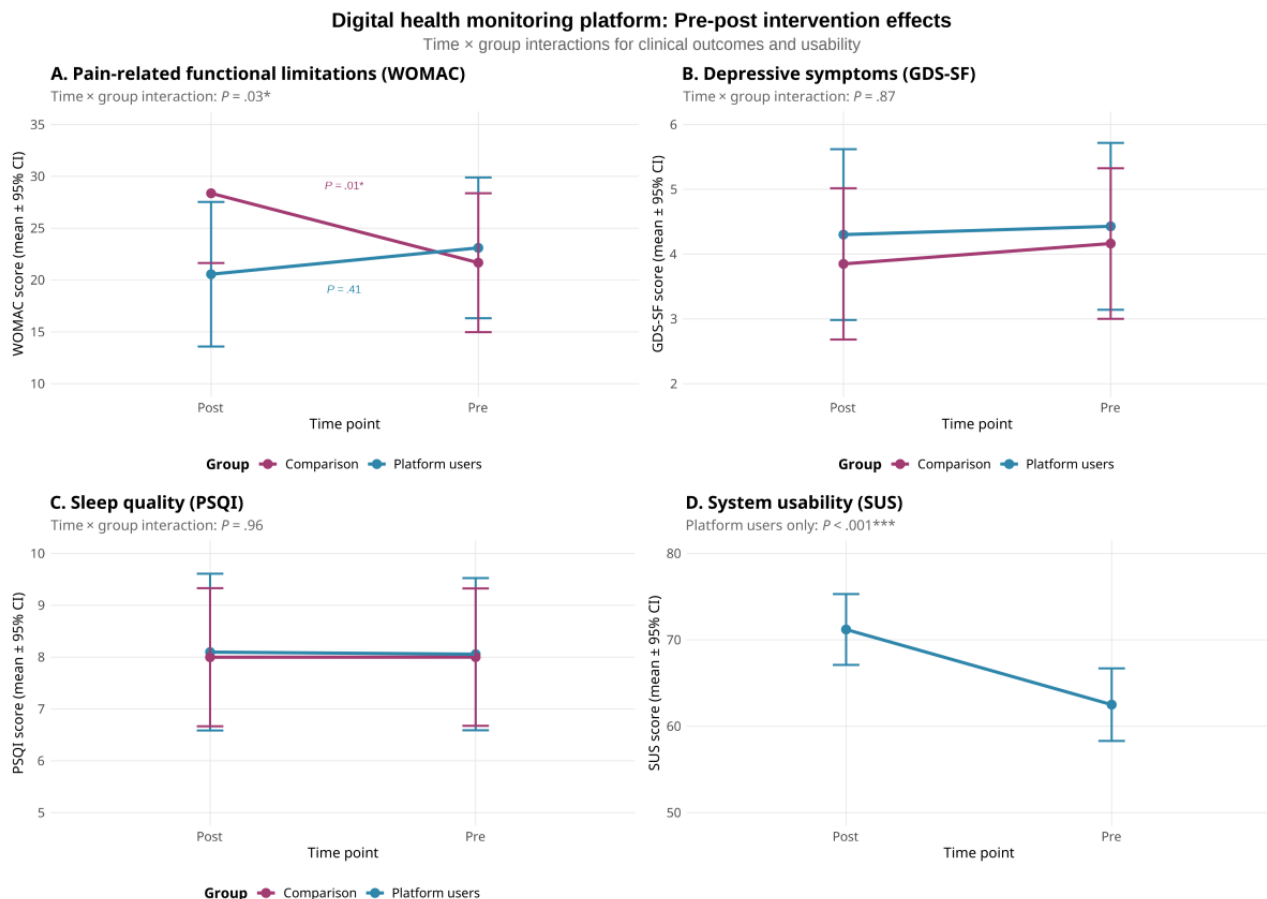 Digital health monitoring platform: Pre-post intervention effects
Time × group interactions for clinical outcomes and usability
A. Pain-related functional limitations (WOMAC)
Time × group interaction: P = .03*
WOMAC score (mean ± 95% CI)
35
30
25
20
15
10
P = .01*
P = .41
Post
Pre
Time point
Group Comparison Platform users
B. Depressive symptoms (GDS-SF)
Time × group interaction: P = .87
GDS-SF score (mean ± 95% CI)
6
5
4
3
2
Post
Pre
Time point
Group Comparison Platform users
C. Sleep quality (PSQI)
Time × group interaction: P = .96
PSQI score (mean ± 95% CI)
10
9
8
7
6
5
Post
Pre
Time point
Group Comparison Platform users
D. System usability (SUS)
Platform users only: P < .001***
SUS score (mean ± 95% CI)
80
70
60
50
Post
Pre
Time point